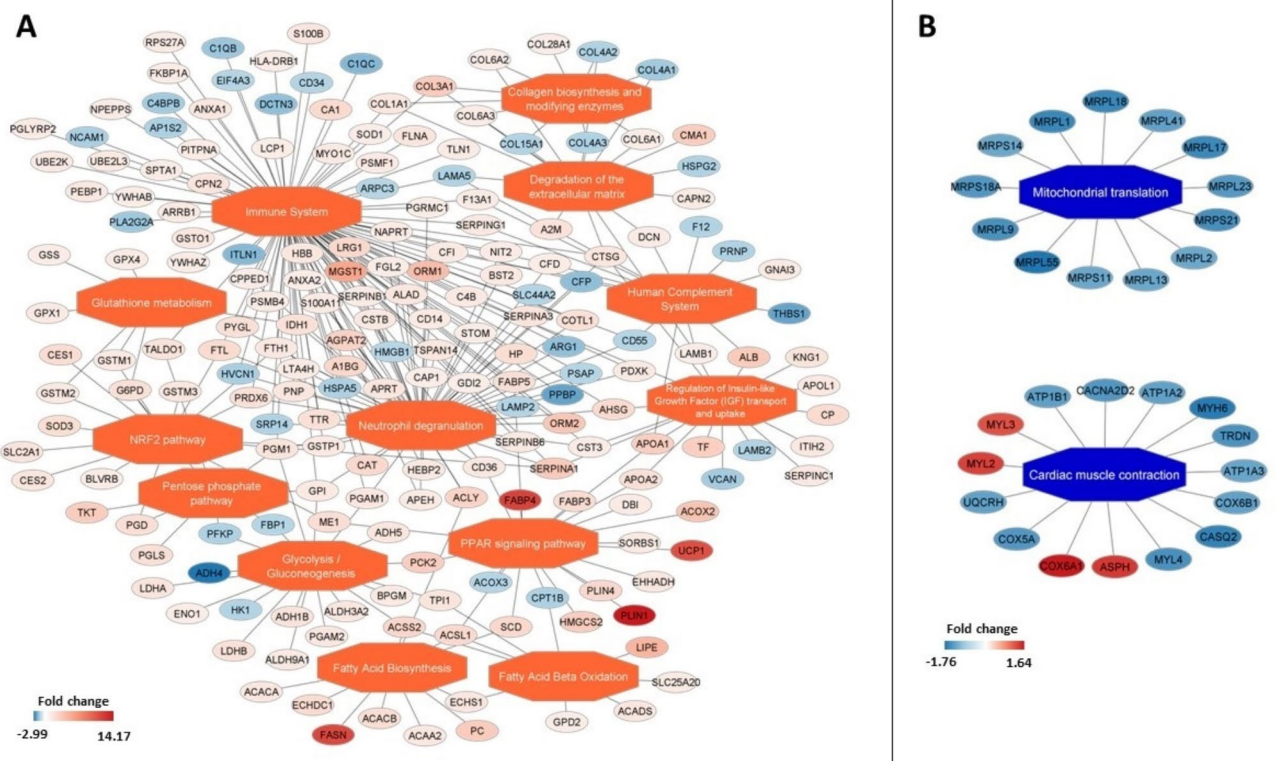 A
B
S100B
RPS27A
C1QB
COL28A1
COL4A2
HLA-DRB1
C1QC
COL6A2
FKBP1A
EIF4A3
CD34
COL4A1
COL3A1
Collagen biosynthesis and
modifying enzymes
C4BPB
DCTN3
NPEPPS
ANXA1
CA1
COL1A1
COL6A3
PGLYRP2
NCAM1
AP1S2
SOD1
FLNA
COL15A1
COL4A3
COL6A1
CMA1
PITPNA
LCP1
MYO1C
TLN1
UBE2K
UBE2L3
SPTA1
PSMF1
HSPG2
LAMA5
CPN2
ARPC3
Degradation of the
extracellular matrix
PEBP1
YWHAB
F13A1
CAPN2
ARRB1
Immune System
PGRMC1
PLA2G2A
SERPING1
F12
GSTO1
NAPRT
A2M
DCN
LRG1
GSS
GPX4
YWHAZ
ITLN1
HBB
CFI
NIT2
CTSG
PRNP
MGST1
FGL2
ORM1
CFD
GNAI3
CPPED1
ANXA2
BST2
CFP
Glutathione metabolism
PSMB4
S100A11
SERPINB1
ALAD
C4B
SLC44A2
Human Complement
System
GPX1
SERPINA3
THBS1
PYGL
IDH1
CSTB
CD14
COTL1
STOM
AGPAT2
CD55
CES1
GSTM1
TALDO1
FTL
FTH1
HMGB1
TSPAN14
HP
ARG1
LAMB1
ALB
KNG1
HVCN1
LTA4H
A1BG
PSAP
PDXK
GSTM2
G6PD
GSTM3
PRDX6
PNP
HSPA5
APRT
CAP1
GDI2
FABP5
PPBP
Regulation of Insulin-like
Growth Factor (IGF) transport
and uptake
APOL1
LAMP2
AHSG
CP
SOD3
SRP14
TTR
Neutrophil degranulation
ORM2
NRF2 pathway
SERPINB6
CST3
APOA1
TF
LAMB2
ITIH2
SLC2A1
PGM1
GSTP1
CAT
HEBP2
CD36
SERPINA1
SERPINC1
CES2
BLVRB
APOA2
VCAN
Pentose phosphate
pathway
GPI
PGAM1
APEH
ACLY
FABP4
FABP3
DBI
TKT
PGD
ME1
ACOX2
PFKP
FBP1
ADH5
PPAR signaling pathway
SORBS1
UCP1
PGLS
Glycolysis /
Gluconeogenesis
PCK2
ADH4
ACOX3
EHHADH
LDHA
BPGM
CPT1B
PLIN4
ENO1
HK1
ADH1B
ALDH3A2
TPI1
PLIN1
ACSS2
ACSL1
SCD
HMGCS2
PGAM2
LDHB
ALDH9A1
LIPE
Fatty Acid Biosynthesis
Fatty Acid Beta Oxidation
SLC25A20
ACACA
ECHDC1
ECHS1
ACADS
ACACB
GPD2
FASN
ACAA2
PC
Fold change
-2.99 14.17
MRPL18
MRPL1
MRPL41
MRPS14
MRPL17
MRPS18A
Mitochondrial translation
MRPL23
MRPS21
MRPL9
MRPL55
MRPL2
MRPS11
MRPL13
ATP1B1
CACNA2D2
ATP1A2
MYH6
MYL3
TRDN
MYL2
Cardiac muscle contraction
ATP1A3
UQCRH
COX6B1
COX5A
CASQ2
COX6A1
ASPH
MYL4
Fold change
-1.76 1.64